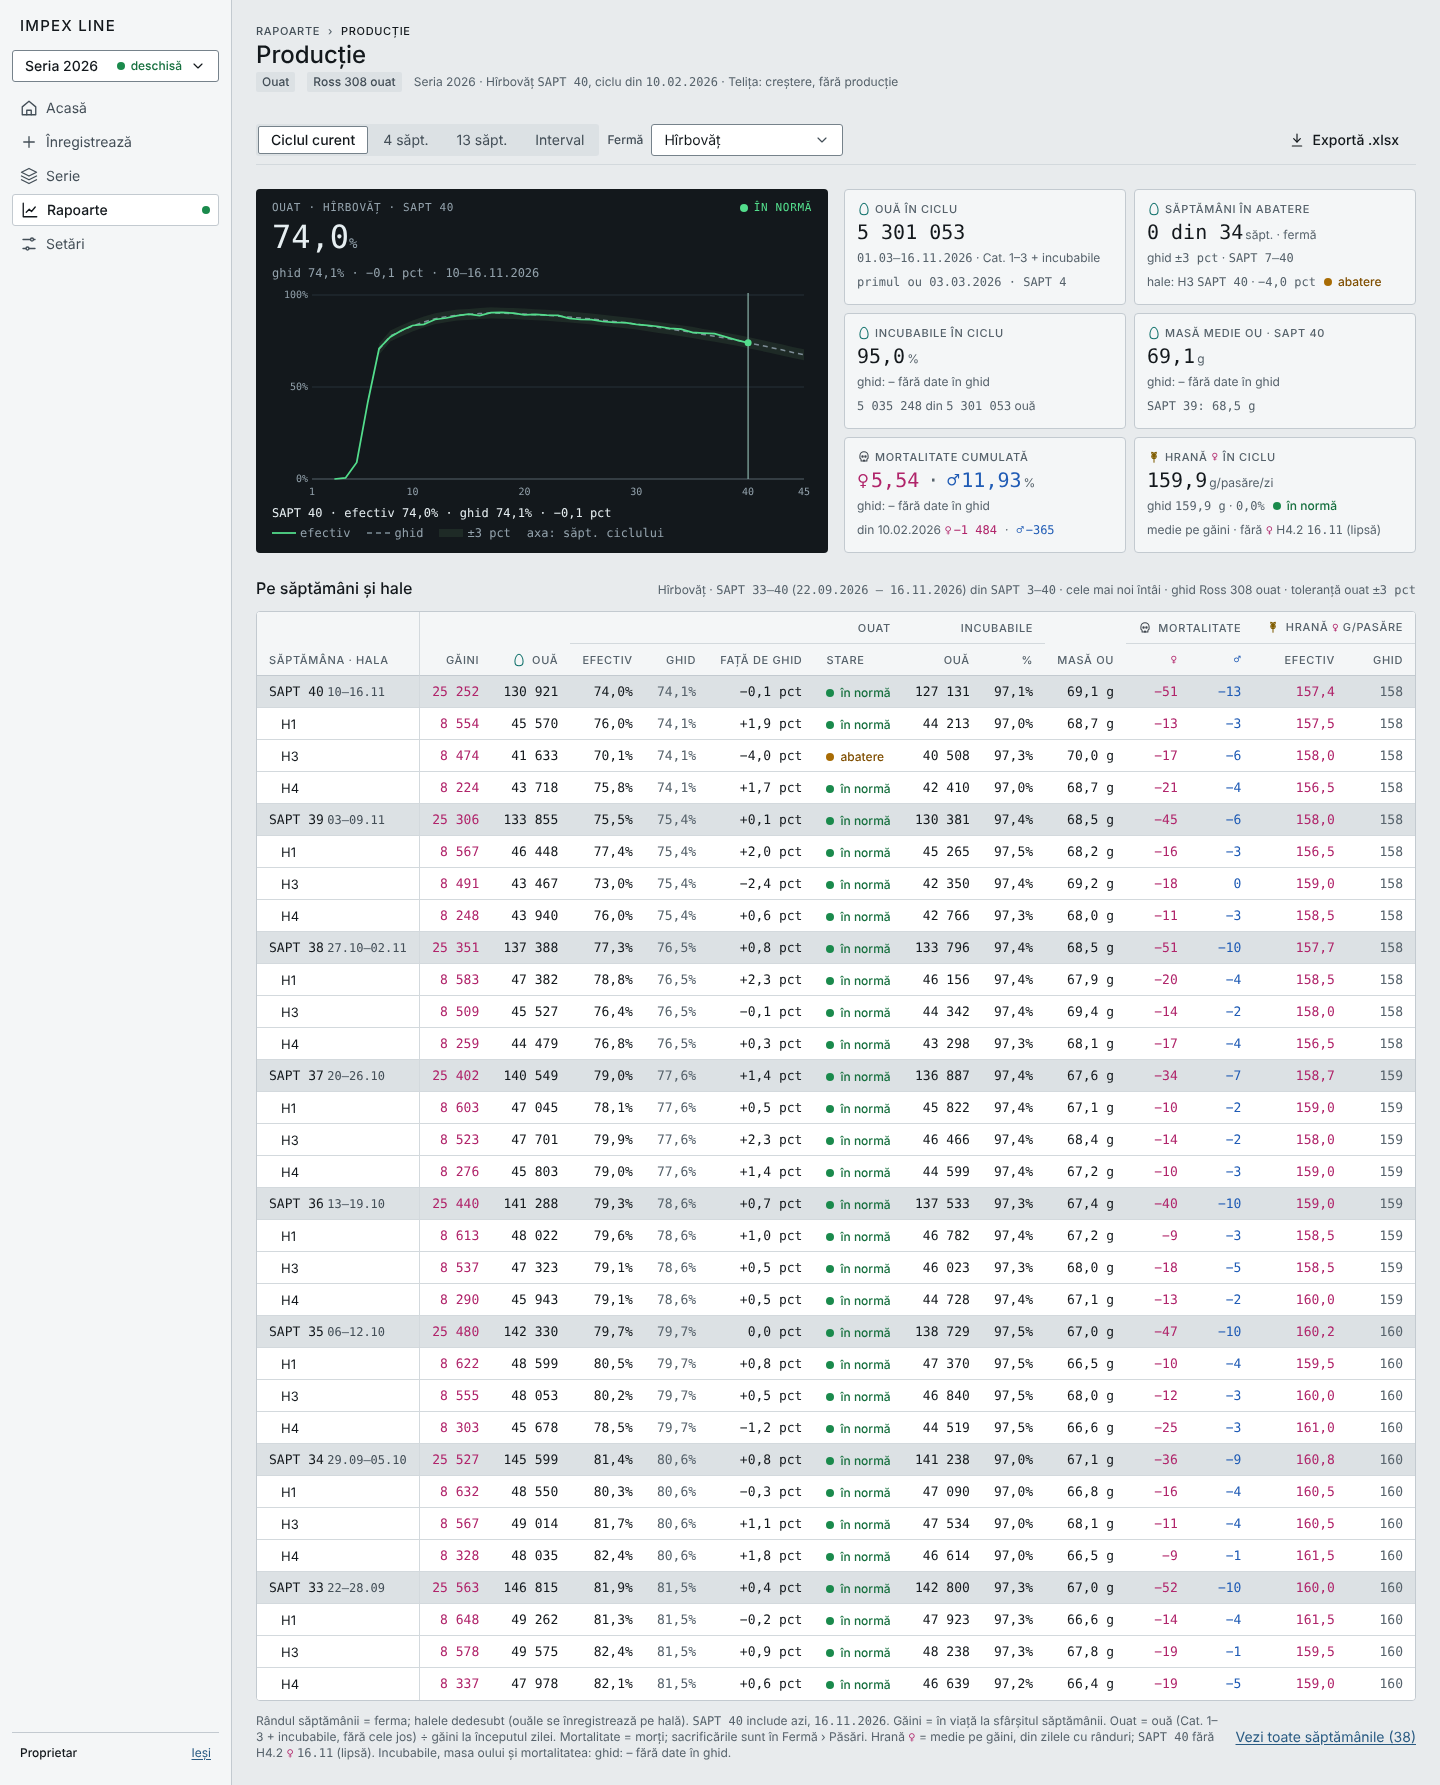 IMPEX LINE
Seria 2026 deschisă
Acasă
Înregistrează
Serie
Rapoarte
Setări
Proprietar Ieși
RAPOARTE › PRODUCȚIE
Producție
Ouat Ross 308 ouat Seria 2026 · Hîrbovăț SAPT 40, ciclu din 10.02.2026 · Telița: creștere, fără producție
Ciclul curent 4 săpt. 13 săpt. Interval Fermă Hîrbovăț Exportă .xlsx
OUAT · HÎRBOVĂȚ · SAPT 40 ÎN NORMĂ
74,0%
ghid 74,1% · −0,1 pct · 10–16.11.2026
100%
50%
0%
1 10 20 30 40 45
SAPT 40 · efectiv 74,0% · ghid 74,1% · −0,1 pct
efectiv ghid ±3 pct axa: săpt. ciclului
OUĂ ÎN CICLU
5 301 053
01.03–16.11.2026 · Cat. 1–3 + incubabile
primul ou 03.03.2026 · SAPT 4
SĂPTĂMÂNI ÎN ABATERE
0 din 34 săpt. · fermă
ghid ±3 pct · SAPT 7–40
hale: H3 SAPT 40 · −4,0 pct abatere
INCUBABILE ÎN CICLU
95,0 %
ghid: – fără date în ghid
5 035 248 din 5 301 053 ouă
MASĂ MEDIE OU · SAPT 40
69,1 g
ghid: – fără date în ghid
SAPT 39: 68,5 g
MORTALITATE CUMULATĂ
♀5,54 · ♂11,93 %
ghid: – fără date în ghid
din 10.02.2026 ♀−1 484 · ♂−365
HRANĂ ♀ ÎN CICLU
159,9 g/pasăre/zi
ghid 159,9 g · 0,0% în normă
medie pe găini · fără ♀ H4.2 16.11 (lipsă)
Pe săptămâni și hale Hîrbovăț · SAPT 33–40 (22.09.2026 – 16.11.2026) din SAPT 3–40 · cele mai noi întâi · ghid Ross 308 ouat · toleranță ouat ±3 pct
OUAT INCUBABILE MORTALITATE HRANĂ ♀ G/PASĂRE
SĂPTĂMÂNA · HALA GĂINI OUĂ EFECTIV GHID FAȚĂ DE GHID STARE OUĂ % MASĂ OU ♀ ♂ EFECTIV GHID
SAPT 40 10–16.11 25 252 130 921 74,0% 74,1% −0,1 pct în normă 127 131 97,1% 69,1 g −51 −13 157,4 158
H1 8 554 45 570 76,0% 74,1% +1,9 pct în normă 44 213 97,0% 68,7 g −13 −3 157,5 158
H3 8 474 41 633 70,1% 74,1% −4,0 pct abatere 40 508 97,3% 70,0 g −17 −6 158,0 158
H4 8 224 43 718 75,8% 74,1% +1,7 pct în normă 42 410 97,0% 68,7 g −21 −4 156,5 158
SAPT 39 03–09.11 25 306 133 855 75,5% 75,4% +0,1 pct în normă 130 381 97,4% 68,5 g −45 −6 158,0 158
H1 8 567 46 448 77,4% 75,4% +2,0 pct în normă 45 265 97,5% 68,2 g −16 −3 156,5 158
H3 8 491 43 467 73,0% 75,4% −2,4 pct în normă 42 350 97,4% 69,2 g −18 0 159,0 158
H4 8 248 43 940 76,0% 75,4% +0,6 pct în normă 42 766 97,3% 68,0 g −11 −3 158,5 158
SAPT 38 27.10–02.11 25 351 137 388 77,3% 76,5% +0,8 pct în normă 133 796 97,4% 68,5 g −51 −10 157,7 158
H1 8 583 47 382 78,8% 76,5% +2,3 pct în normă 46 156 97,4% 67,9 g −20 −4 158,5 158
H3 8 509 45 527 76,4% 76,5% −0,1 pct în normă 44 342 97,4% 69,4 g −14 −2 158,0 158
H4 8 259 44 479 76,8% 76,5% +0,3 pct în normă 43 298 97,3% 68,1 g −17 −4 156,5 158
SAPT 37 20–26.10 25 402 140 549 79,0% 77,6% +1,4 pct în normă 136 887 97,4% 67,6 g −34 −7 158,7 159
H1 8 603 47 045 78,1% 77,6% +0,5 pct în normă 45 822 97,4% 67,1 g −10 −2 159,0 159
H3 8 523 47 701 79,9% 77,6% +2,3 pct în normă 46 466 97,4% 68,4 g −14 −2 158,0 159
H4 8 276 45 803 79,0% 77,6% +1,4 pct în normă 44 599 97,4% 67,2 g −10 −3 159,0 159
SAPT 36 13–19.10 25 440 141 288 79,3% 78,6% +0,7 pct în normă 137 533 97,3% 67,4 g −40 −10 159,0 159
H1 8 613 48 022 79,6% 78,6% +1,0 pct în normă 46 782 97,4% 67,2 g −9 −3 158,5 159
H3 8 537 47 323 79,1% 78,6% +0,5 pct în normă 46 023 97,3% 68,0 g −18 −5 158,5 159
H4 8 290 45 943 79,1% 78,6% +0,5 pct în normă 44 728 97,4% 67,1 g −13 −2 160,0 159
SAPT 35 06–12.10 25 480 142 330 79,7% 79,7% 0,0 pct în normă 138 729 97,5% 67,0 g −47 −10 160,2 160
H1 8 622 48 599 80,5% 79,7% +0,8 pct în normă 47 370 97,5% 66,5 g −10 −4 159,5 160
H3 8 555 48 053 80,2% 79,7% +0,5 pct în normă 46 840 97,5% 68,0 g −12 −3 160,0 160
H4 8 303 45 678 78,5% 79,7% −1,2 pct în normă 44 519 97,5% 66,6 g −25 −3 161,0 160
SAPT 34 29.09–05.10 25 527 145 599 81,4% 80,6% +0,8 pct în normă 141 238 97,0% 67,1 g −36 −9 160,8 160
H1 8 632 48 550 80,3% 80,6% −0,3 pct în normă 47 090 97,0% 66,8 g −16 −4 160,5 160
H3 8 567 49 014 81,7% 80,6% +1,1 pct în normă 47 534 97,0% 68,1 g −11 −4 160,5 160
H4 8 328 48 035 82,4% 80,6% +1,8 pct în normă 46 614 97,0% 66,5 g −9 −1 161,5 160
SAPT 33 22–28.09 25 563 146 815 81,9% 81,5% +0,4 pct în normă 142 800 97,3% 67,0 g −52 −10 160,0 160
H1 8 648 49 262 81,3% 81,5% −0,2 pct în normă 47 923 97,3% 66,6 g −14 −4 161,5 160
H3 8 578 49 575 82,4% 81,5% +0,9 pct în normă 48 238 97,3% 67,8 g −19 −1 159,5 160
H4 8 337 47 978 82,1% 81,5% +0,6 pct în normă 46 639 97,2% 66,4 g −19 −5 159,0 160
Rândul săptămânii = ferma; halele dedesubt (ouăle se înregistrează pe hală). SAPT 40 include azi, 16.11.2026. Găini = în viață la sfârșitul săptămânii. Ouat = ouă (Cat. 1–
3 + incubabile, fără cele jos) ÷ găini la începutul zilei. Mortalitate = morți; sacrificările sunt în Fermă › Păsări. Hrană ♀ = medie pe găini, din zilele cu rânduri; SAPT 40 fără
H4.2 ♀ 16.11 (lipsă). Incubabile, masa oului și mortalitatea: ghid: – fără date în ghid.
Vezi toate săptămânile (38)